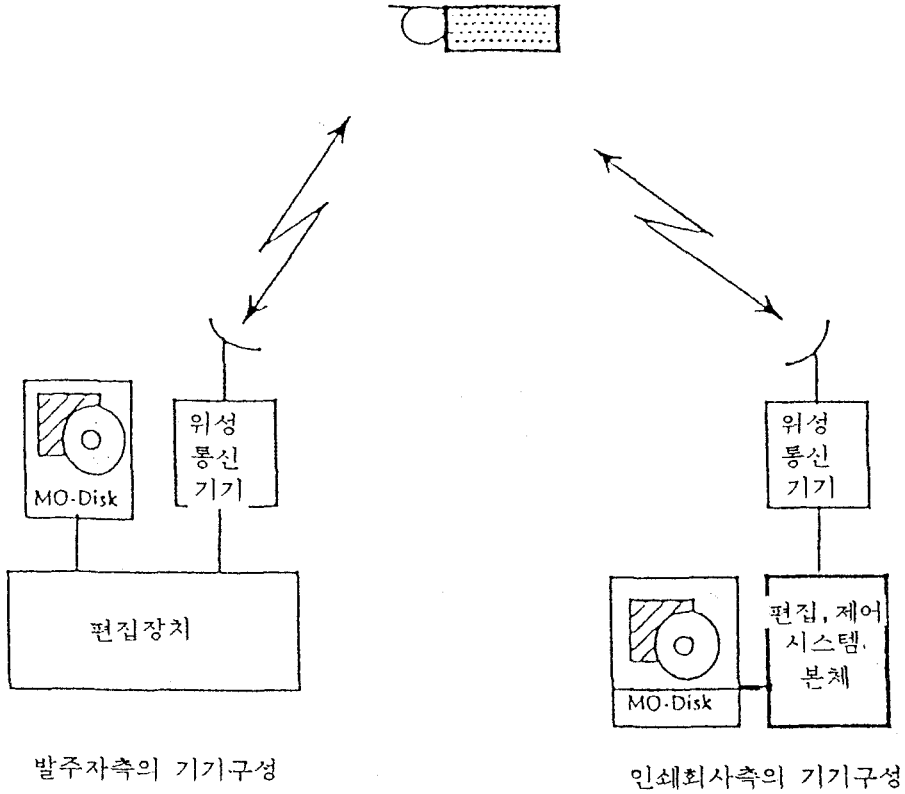 위성
통신
기기
MO-Disk
편집장치
발주자측의 기기구성
위성
통신
기기
편집, 제어
시스템.
본체
MO-Disk
인쇄회사측의 기기구성